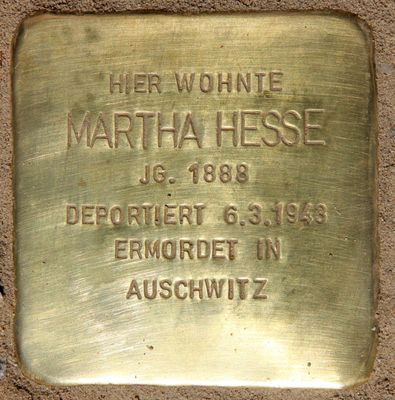 HIER WOHNTE
MARTHA HESSE
JG. 1888
DEPORTIERT 6.3.1943
ERMORDET IN
AUSCHWITZ